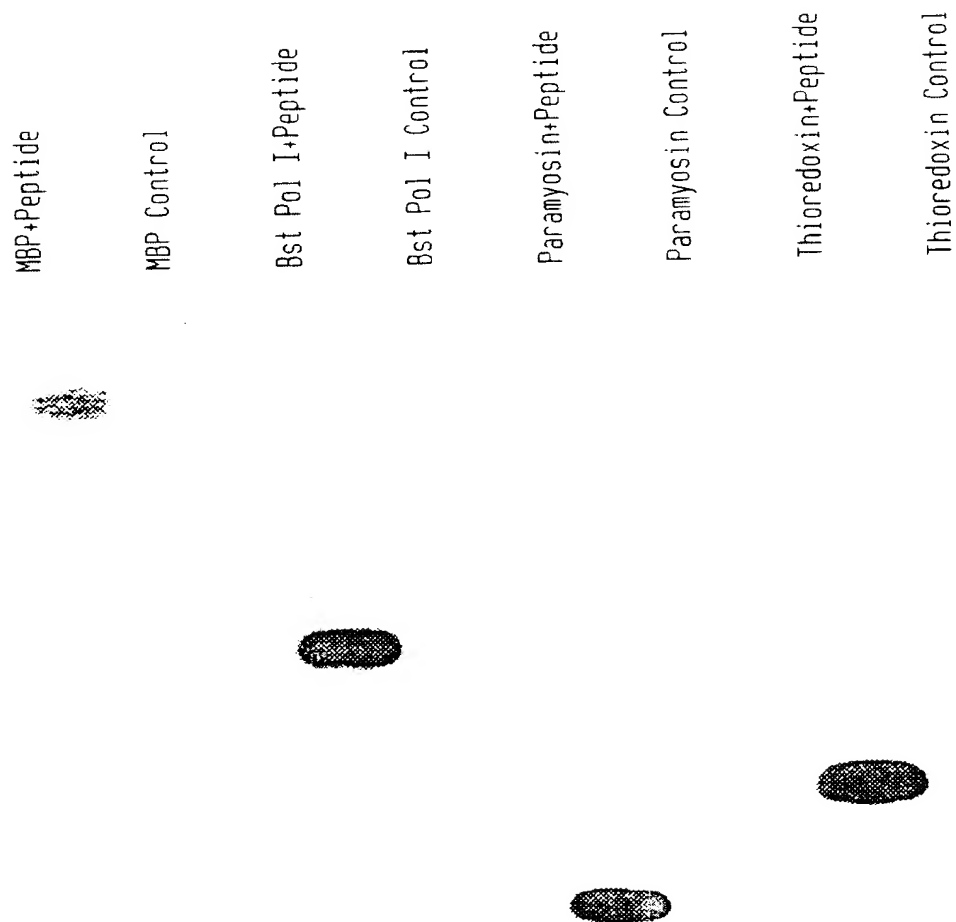 MBP+Peptide
MBP Control
Bst Pol I+Peptide
Bst Pol I Control
Paramyosin+Peptide
Paramyosin Control
Thioredoxin+Peptide
Thioredoxin Control